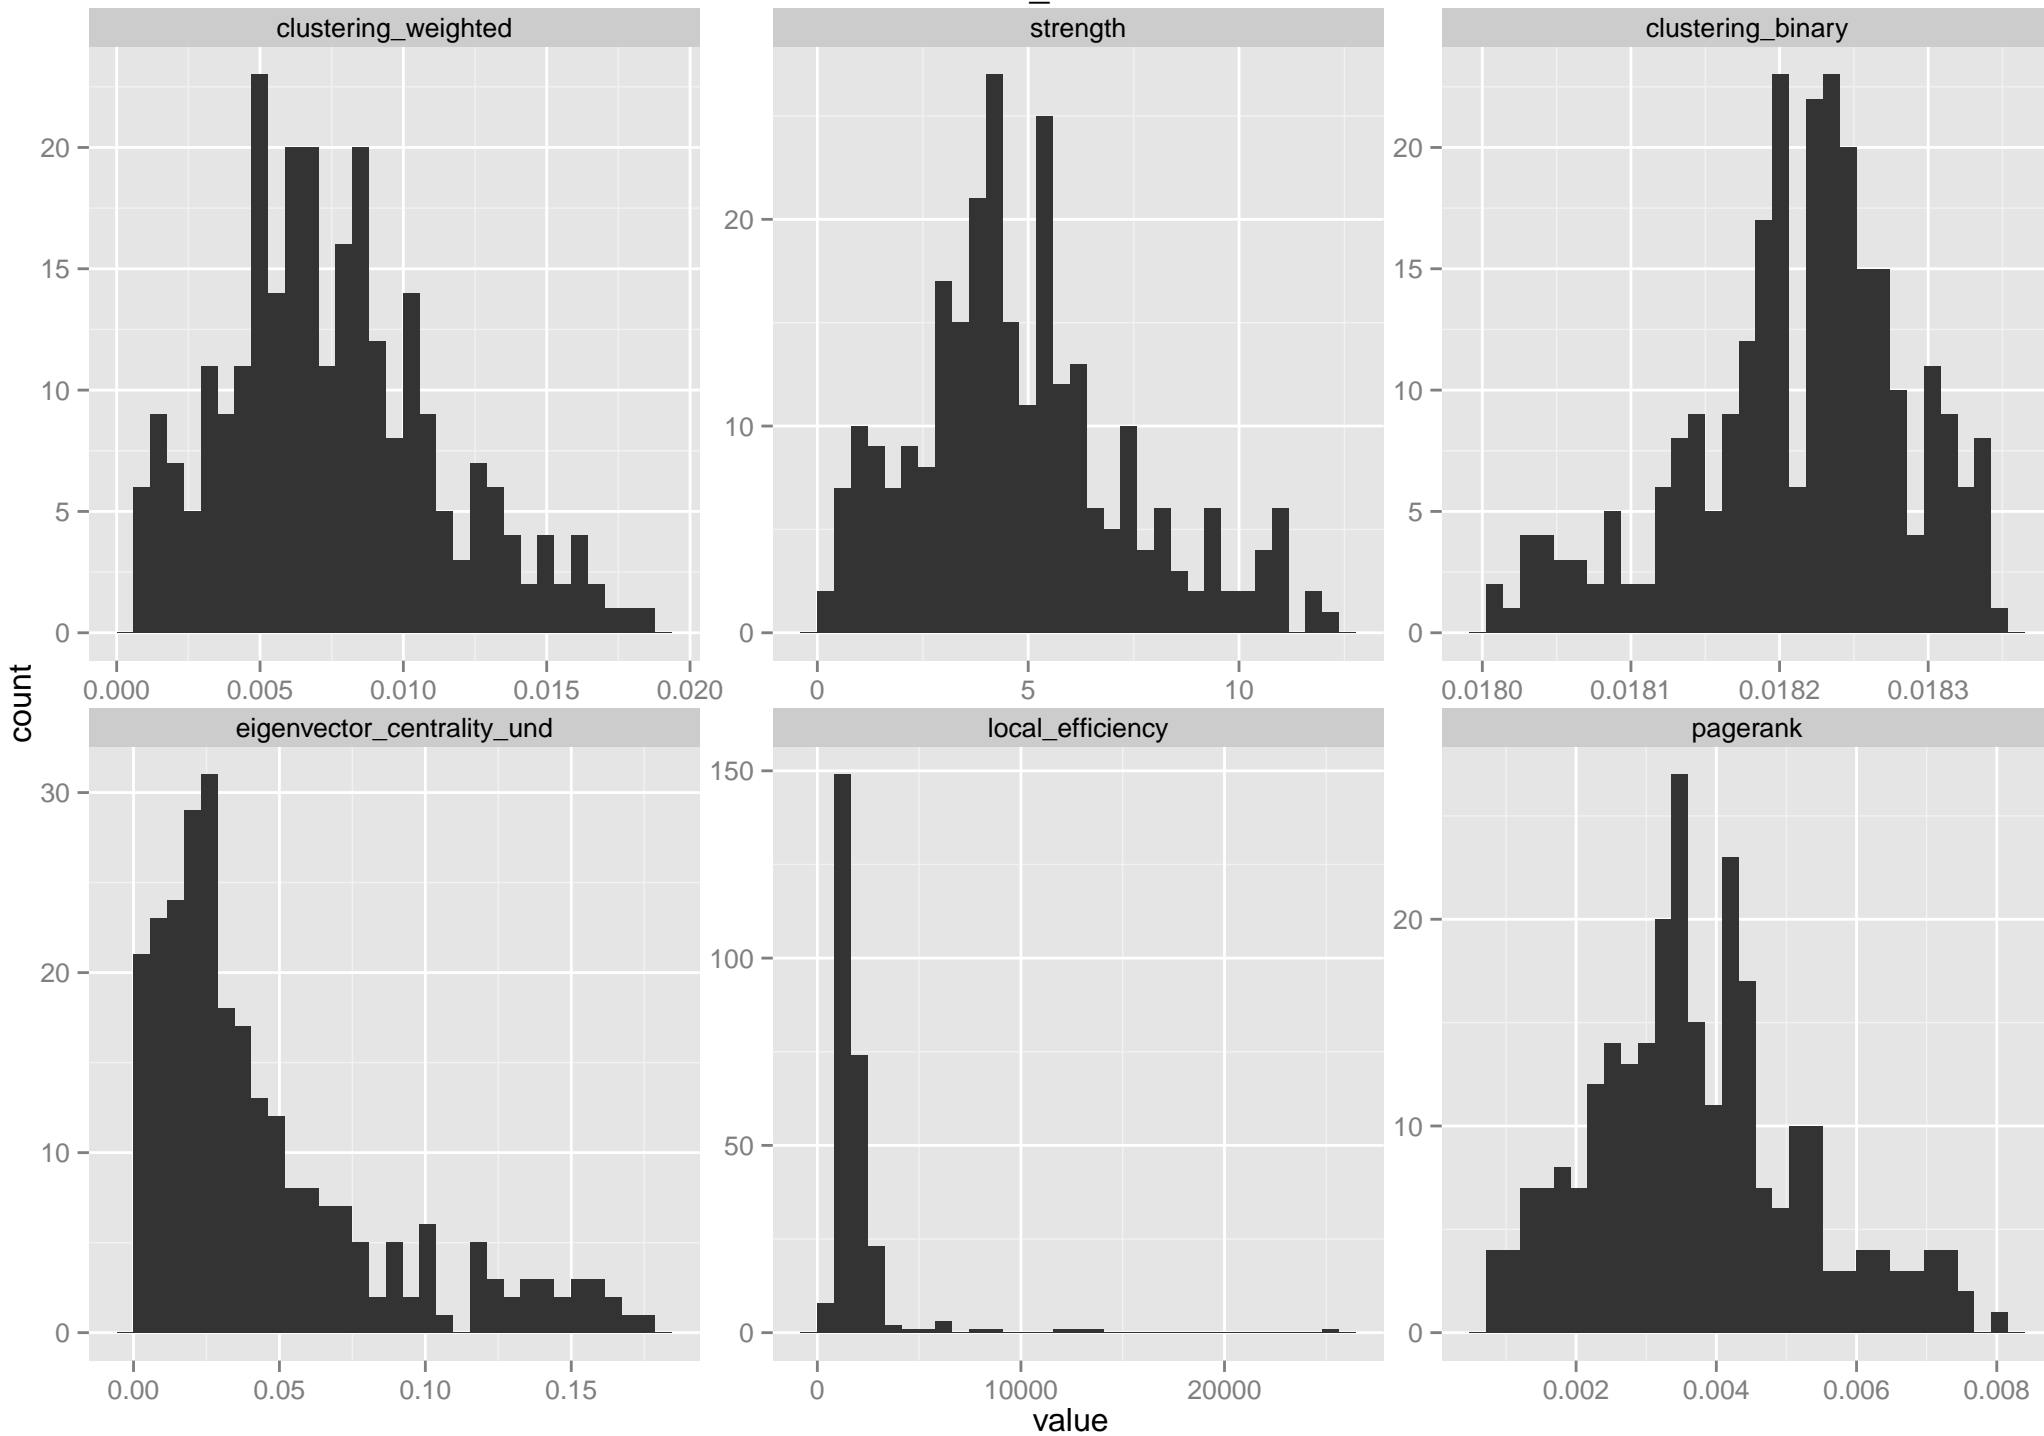 clustering_weighted
strength
clustering_binary
20
15
10
5
0
20
10
0
20
15
10
5
0
0.000 0.005 0.010 0.015 0.020
0 5 10
0.0180 0.0181 0.0182 0.0183
count
eigenvector_centrality_und
local_efficiency
pagerank
30
20
10
0
150
100
50
0
20
10
0
0.00 0.05 0.10 0.15
0 10000 20000
0.002 0.004 0.006 0.008
value